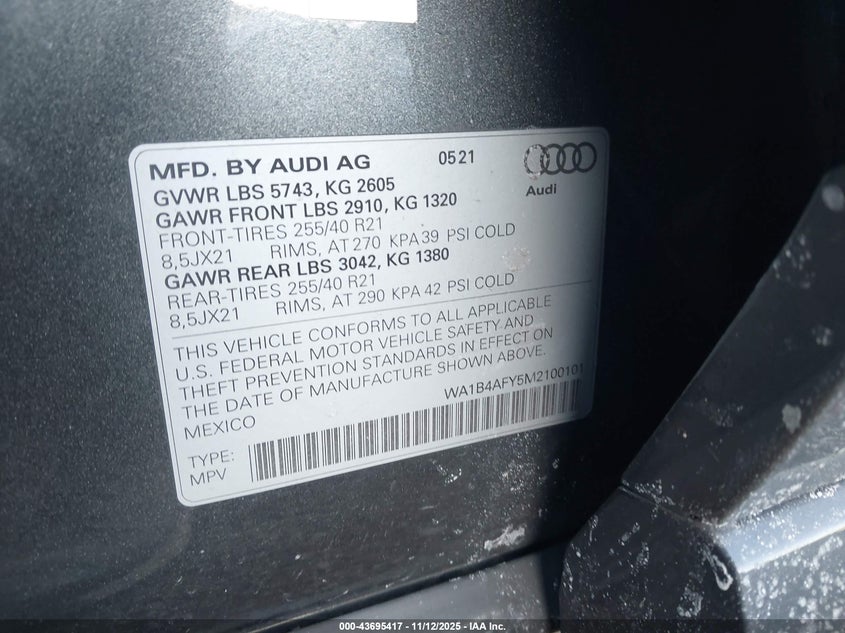 MFD. BY AUDI AG 05 21
Audi
GVWR LBS 5743, KG 2605
GAWR FRONT LBS 2910, KG 1320
FRONT-TIRES 255/40 R21
8,5JX21 RIMS, AT 270 KPA 39 PSI COLD
GAWR REAR LBS 3042, KG 1380
REAR-TIRES 255/40 R21
8,5JX21 RIMS, AT 290 KPA 42 PSI COLD
THIS VEHICLE CONFORMS TO ALL APPLICABLE
U.S. FEDERAL MOTOR VEHICLE SAFETY AND
THEFT PREVENTION STANDARDS IN EFFECT ON
THE DATE OF MANUFACTURE SHOWN ABOVE.
MEXICO WA1B4AFY5M2100101
TYPE:
MPV
000-43695417 - 11/12/2025 - IAA Inc.